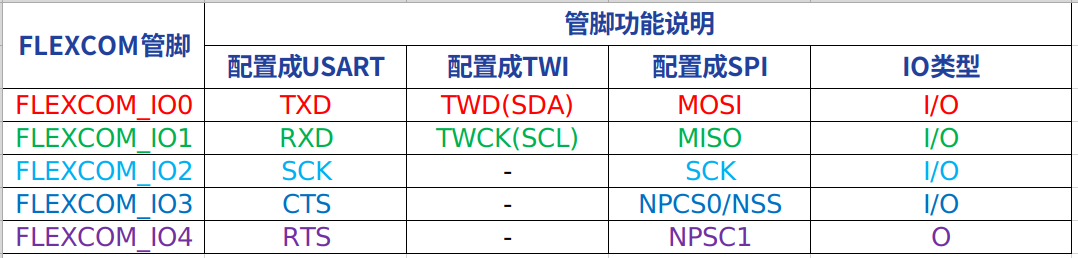 FLEXCOM管脚 管脚功能说明
配置成USART 配置成TWI 配置成SPI IO类型
FLEXCOM_IO0 TXD TWD(SDA) MOSI I/O
FLEXCOM_IO1 RXD TWCK(SCL) MISO I/O
FLEXCOM_IO2 SCK - SCK I/O
FLEXCOM_IO3 CTS - NPCS0/NSS I/O
FLEXCOM_IO4 RTS - NPSC1 O